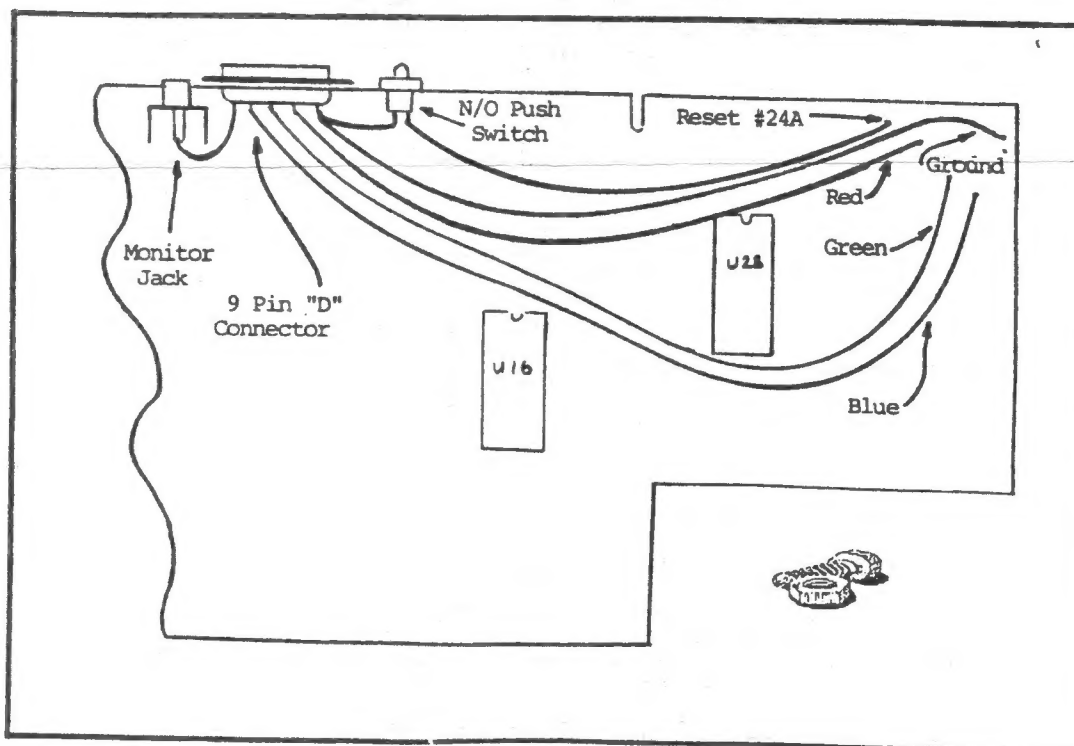 N/O Push
Switch
Reset #24A
Ground
Red
Green
Monitor
Jack
9 Pin "D"
Connector
U28
U16
Blue